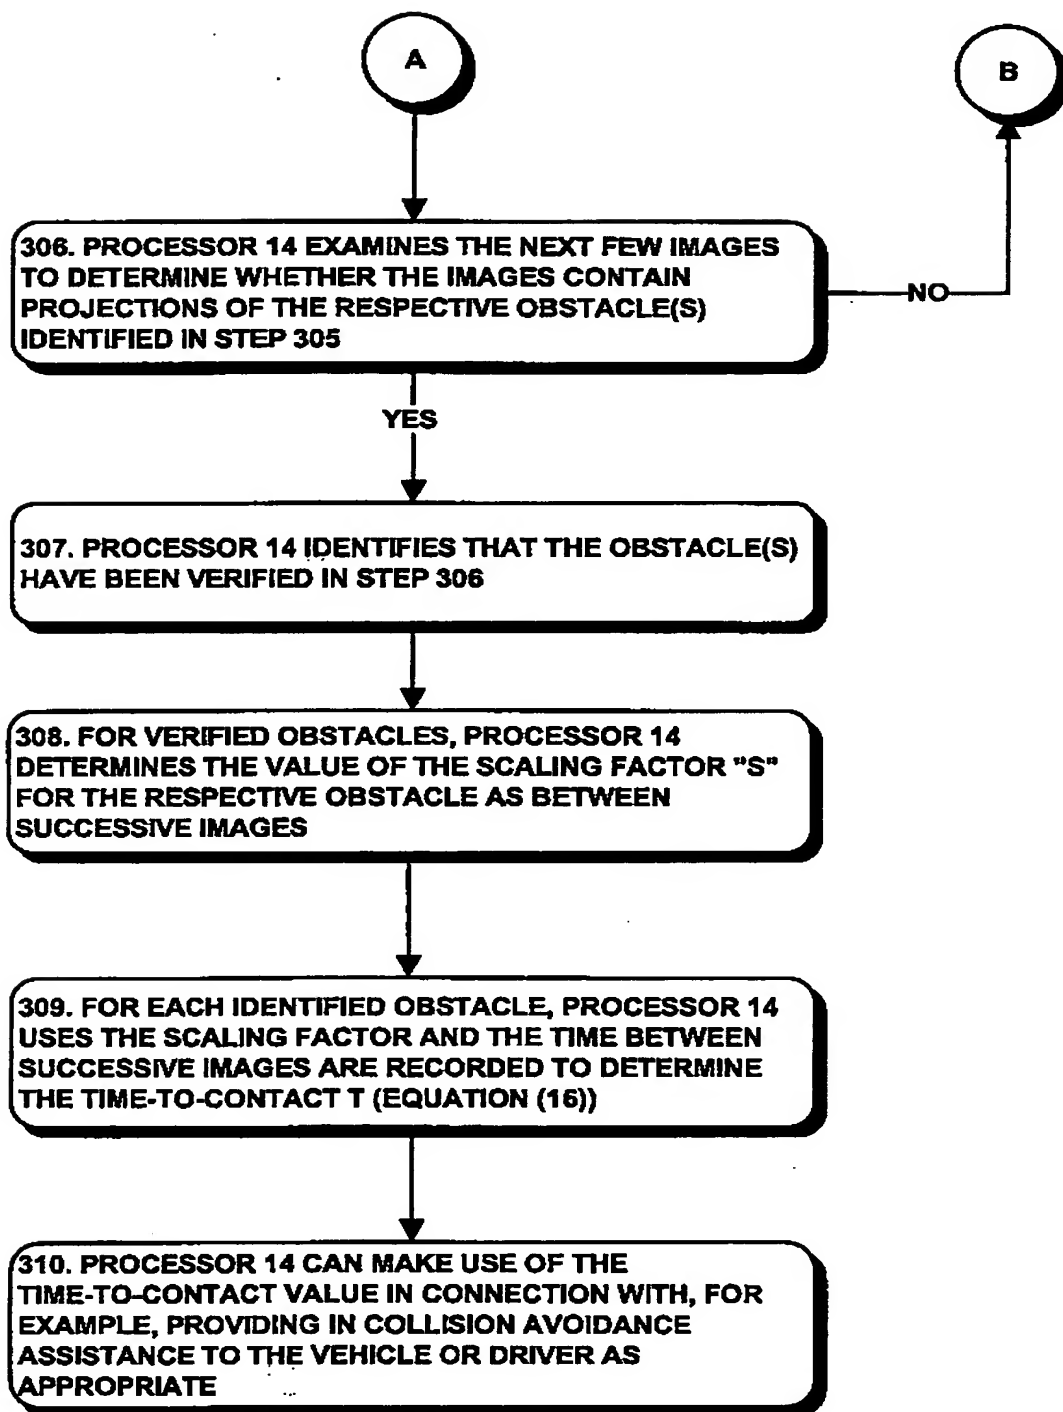 A
B
306. PROCESSOR 14 EXAMINES THE NEXT FEW IMAGES
TO DETERMINE WHETHER THE IMAGES CONTAIN
PROJECTIONS OF THE RESPECTIVE OBSTACLE(S)
IDENTIFIED IN STEP 305
NO
YES
307. PROCESSOR 14 IDENTIFIES THAT THE OBSTACLE(S)
HAVE BEEN VERIFIED IN STEP 306
308. FOR VERIFIED OBSTACLES, PROCESSOR 14
DETERMINES THE VALUE OF THE SCALING FACTOR "S"
FOR THE RESPECTIVE OBSTACLE AS BETWEEN
SUCCESSIVE IMAGES
309. FOR EACH IDENTIFIED OBSTACLE, PROCESSOR 14
USES THE SCALING FACTOR AND THE TIME BETWEEN
SUCCESSIVE IMAGES ARE RECORDED TO DETERMINE
THE TIME-TO-CONTACT T (EQUATION (16))
310. PROCESSOR 14 CAN MAKE USE OF THE
TIME-TO-CONTACT VALUE IN CONNECTION WITH, FOR
EXAMPLE, PROVIDING IN COLLISION AVOIDANCE
ASSISTANCE TO THE VEHICLE OR DRIVER AS
APPROPRIATE